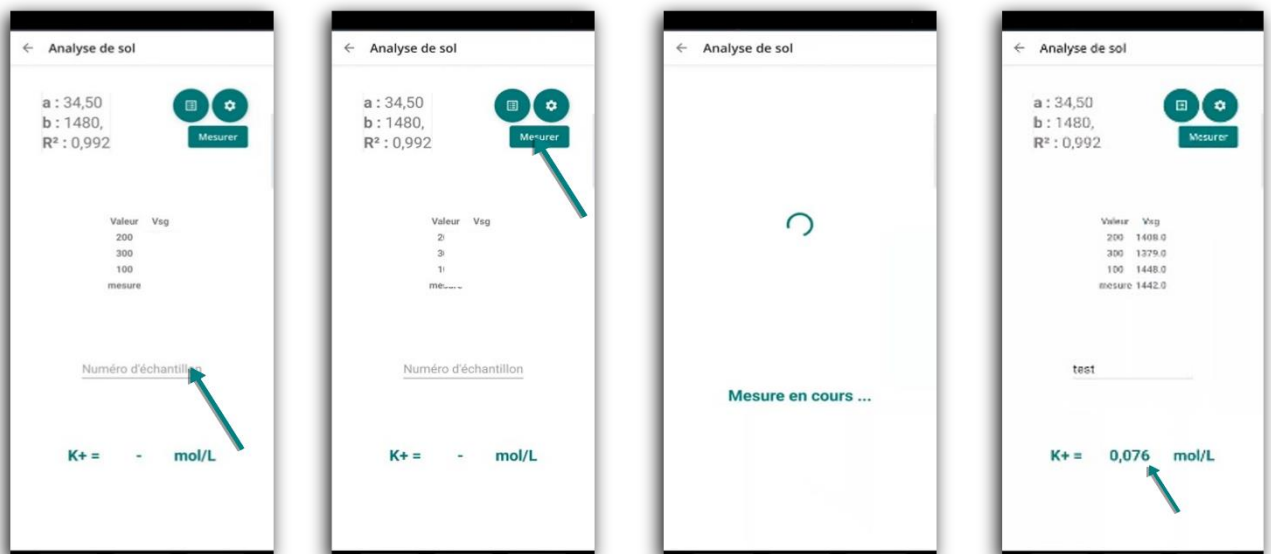 ← Analyse de sol
a : 34,50
b : 1480,
R² : 0,992
Mesurer
Valeur Vsg
200
300
100
mesure
Numéro d'échantillon
K+ = - mol/L
← Analyse de sol
a : 34,50
b : 1480,
R² : 0,992
Mesurer
Valeur Vsg
Numéro d'échantillon
K+ = - mol/L
← Analyse de sol
Mesure en cours ...
← Analyse de sol
a : 34,50
b : 1480,
R² : 0,992
Mesurer
Valeur Vsg
200 1408.0
300 1379.0
100 1448.0
mesure 1442.0
test
K+ = 0,076 mol/L